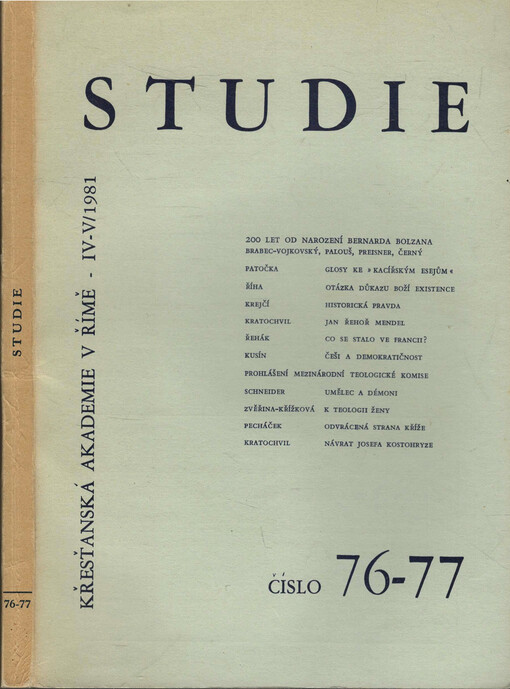 STUDIE
76-77
STUDIE
KŘESŤANSKÁ AKADEMIE V ŘÍMĚ - IV-V/1981
200 LET OD NAROZENÍ BERNARDA BOLZANA
BRABEC-VOJKOVSKÝ, PALOUŠ, PREISNER, ČERNÝ
PATOČKA GLOSY KE »KACÍŘSKÝM ESEJŮM«
ŘÍHA OTÁZKA DŮKAZU BOŽÍ EXISTENCE
KREJČÍ HISTORICKÁ PRAVDA
KRATOCHVIL JAN ŘEHOŘ MENDEL
ŘEHÁK CO SE STALO VE FRANCII?
KUSÍN ČEŠI A DEMOKRATIČNOST
PROHLÁŠENÍ MEZINÁRODNÍ TEOLOGICKÉ KOMISE
SCHNEIDER UMĚLEC A DÉMONI
ZVĚŘINA-KŘÍŽKOVÁ K TEOLOGII ŽENY
PECHÁČEK ODVRÁCENÁ STRANA KŘÍŽE
KRATOCHVIL NÁVRAT JOSEFA KOSTOHRYZE
ČÍSLO 76-77